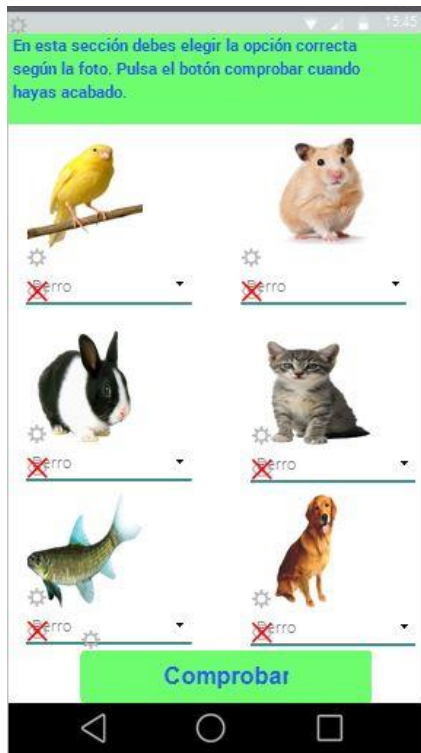 15:45
En esta sección debes elegir la opción correcta
según la foto. Pulsa el botón comprobar cuando
hayas acabado.
Perro
Perro
Perro
Perro
Perro
Perro
Comprobar